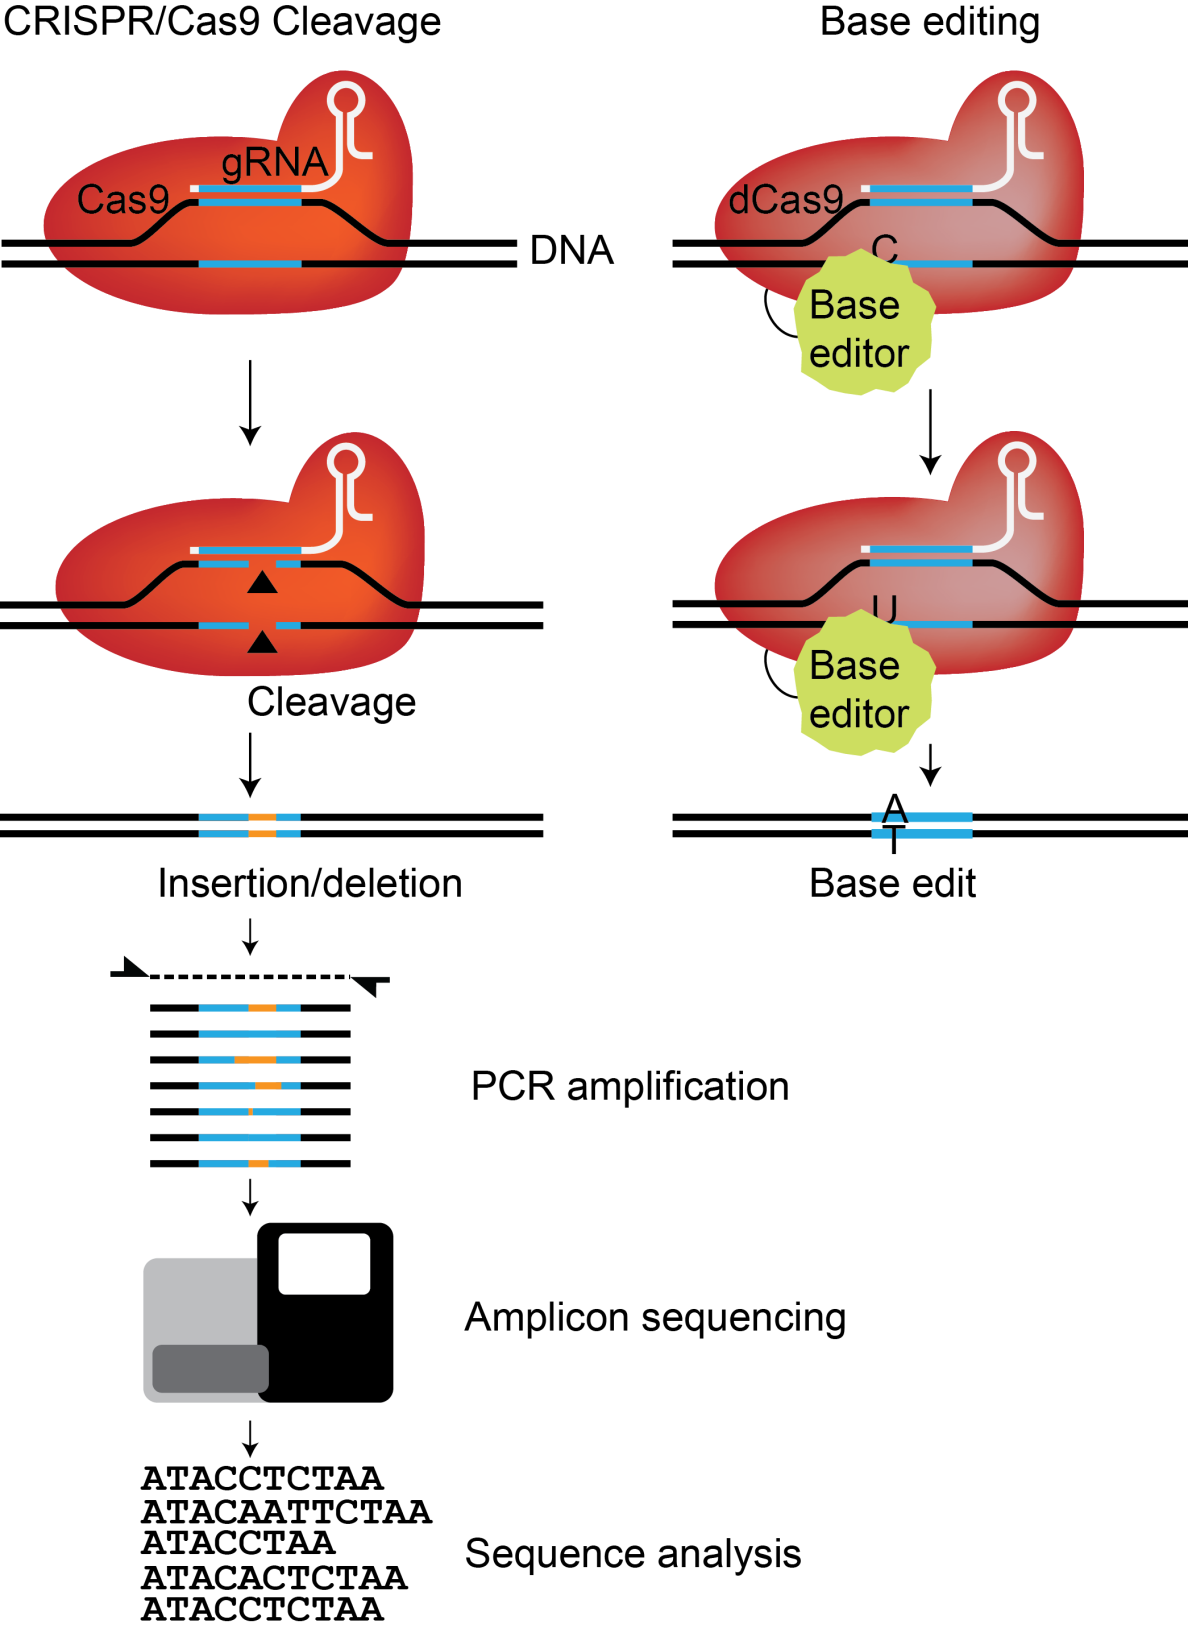 CRISPR/Cas9 Cleavage
gRNA
Cas9
DNA
Cleavage
Insertion/deletion
Base editing
dCas9
C
Base
editor
U
Base
editor
A
T
Base edit
PCR amplification
Amplicon sequencing
ATACCTCTAA
ATACAATTCTAA
ATACCTAA
ATACACTCTAA
ATACCTCTAA
Sequence analysis